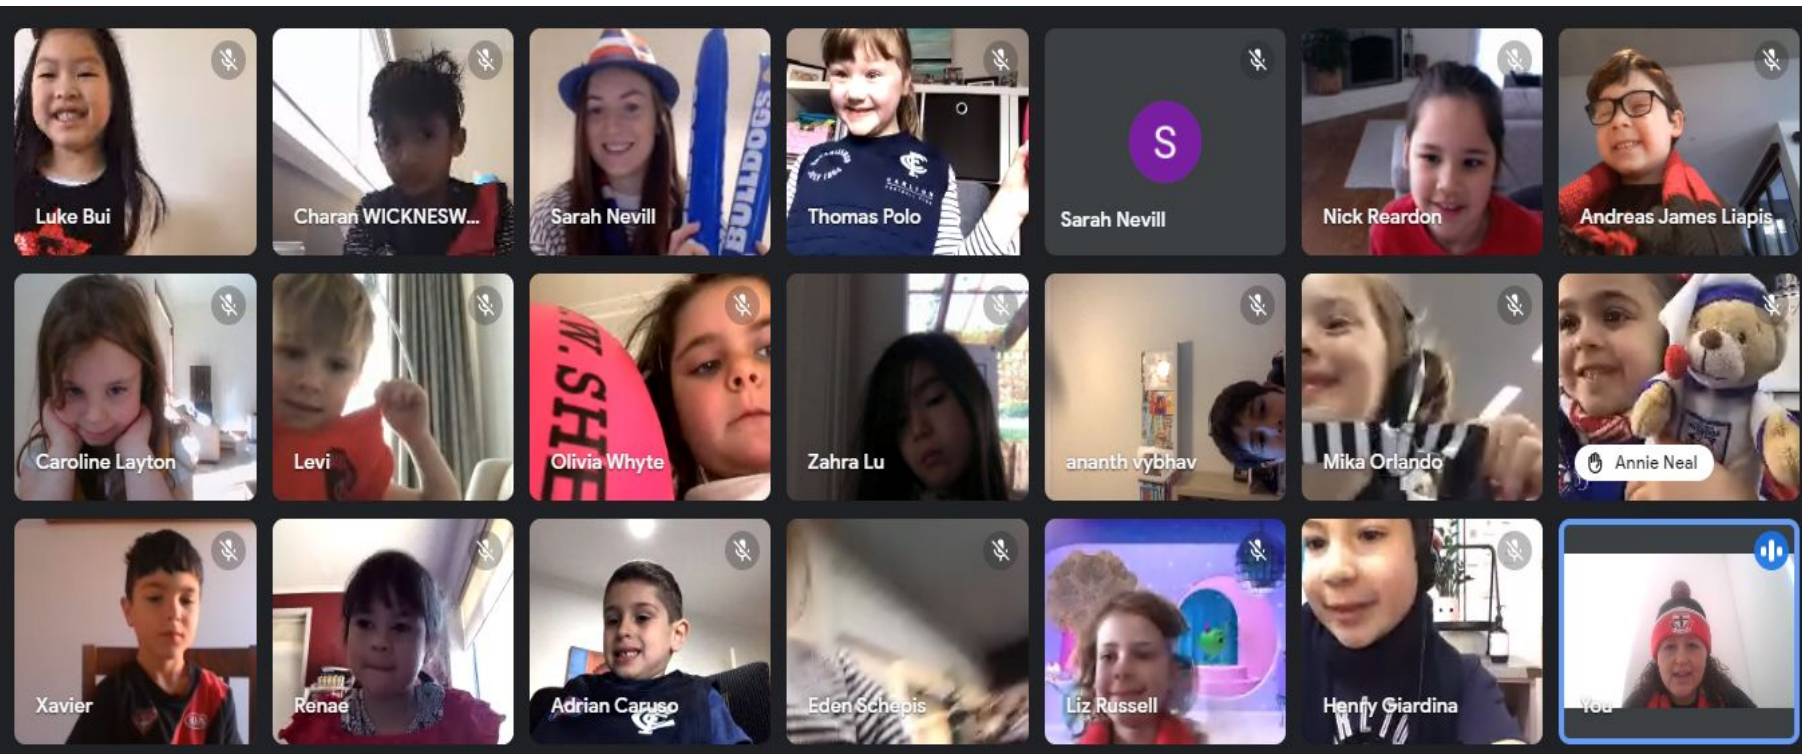 Luke Bui
Charan WICKNESW...
Sarah Nevill
BULLDOGS
Thomas Polo
CARLTON
S
Sarah Nevill
Nick Reardon
Andreas James Liapis
Caroline Layton
Levi
W. SHE
Olivia Whyte
Zahra Lu
ananth vybhav
Mika Orlando
Annie Neal
Xavier
Renae
Adrian Caruso
Eden Schepis
Liz Russell
Henry Giardina
You